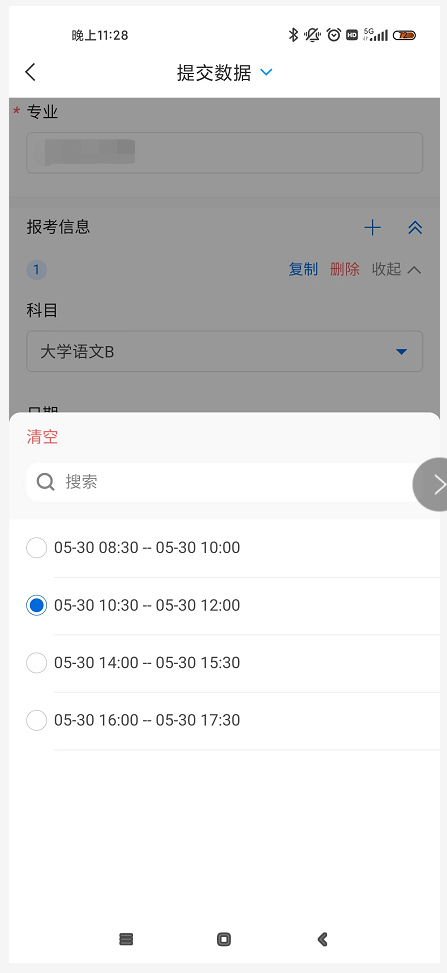 晚上11:28
HD 5G 72
提交数据
* 专业
报考信息
1 复制 删除 收起
科目
大学语文B
日期
清空
搜索
05-30 08:30 -- 05-30 10:00
05-30 10:30 -- 05-30 12:00
05-30 14:00 -- 05-30 15:30
05-30 16:00 -- 05-30 17:30